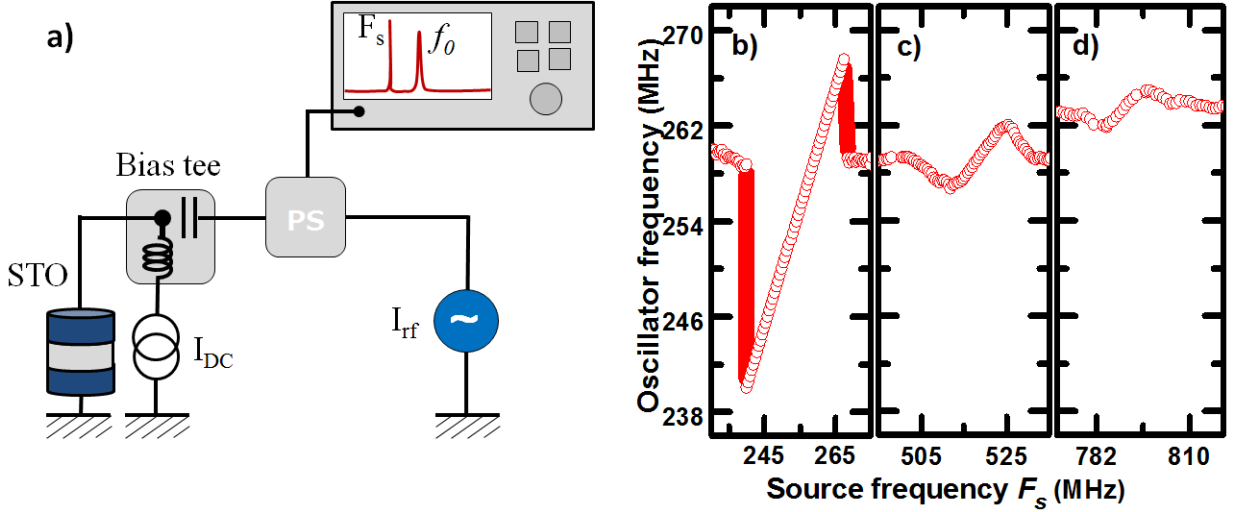 a)
Fs
f0
Bias tee
PS
STO
IDC
~
Irf
b)
c)
d)
Oscillator frequency (MHz)
270
262
254
246
238
245
265
505
525
782
810
Source frequency Fs (MHz)